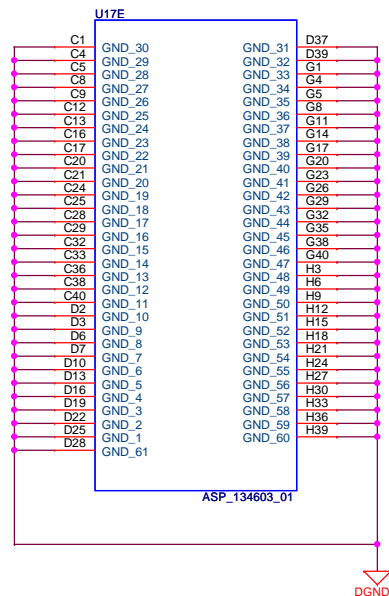 U17E
C1 GND_30 GND_31 D37
C4 GND_29 GND_32 D39
C5 GND_28 GND_33 G1
C8 GND_27 GND_34 G4
C9 GND_26 GND_35 G5
C12 GND_25 GND_36 G8
C13 GND_24 GND_37 G11
C16 GND_23 GND_38 G14
C17 GND_22 GND_39 G17
C20 GND_21 GND_40 G20
C21 GND_20 GND_41 G23
C24 GND_19 GND_42 G26
C25 GND_18 GND_43 G29
C28 GND_17 GND_44 G32
C29 GND_16 GND_45 G35
C32 GND_15 GND_46 G38
C33 GND_14 GND_47 G40
C36 GND_13 GND_48 H3
C38 GND_12 GND_49 H6
C40 GND_11 GND_50 H9
D2 GND_10 GND_51 H12
D3 GND_9 GND_52 H15
D6 GND_8 GND_53 H18
D7 GND_7 GND_54 H21
D10 GND_6 GND_55 H24
D13 GND_5 GND_56 H27
D16 GND_4 GND_57 H30
D19 GND_3 GND_58 H33
D22 GND_2 GND_59 H36
D25 GND_1 GND_60 H39
D28 GND_61
ASP_134603_01
DGND